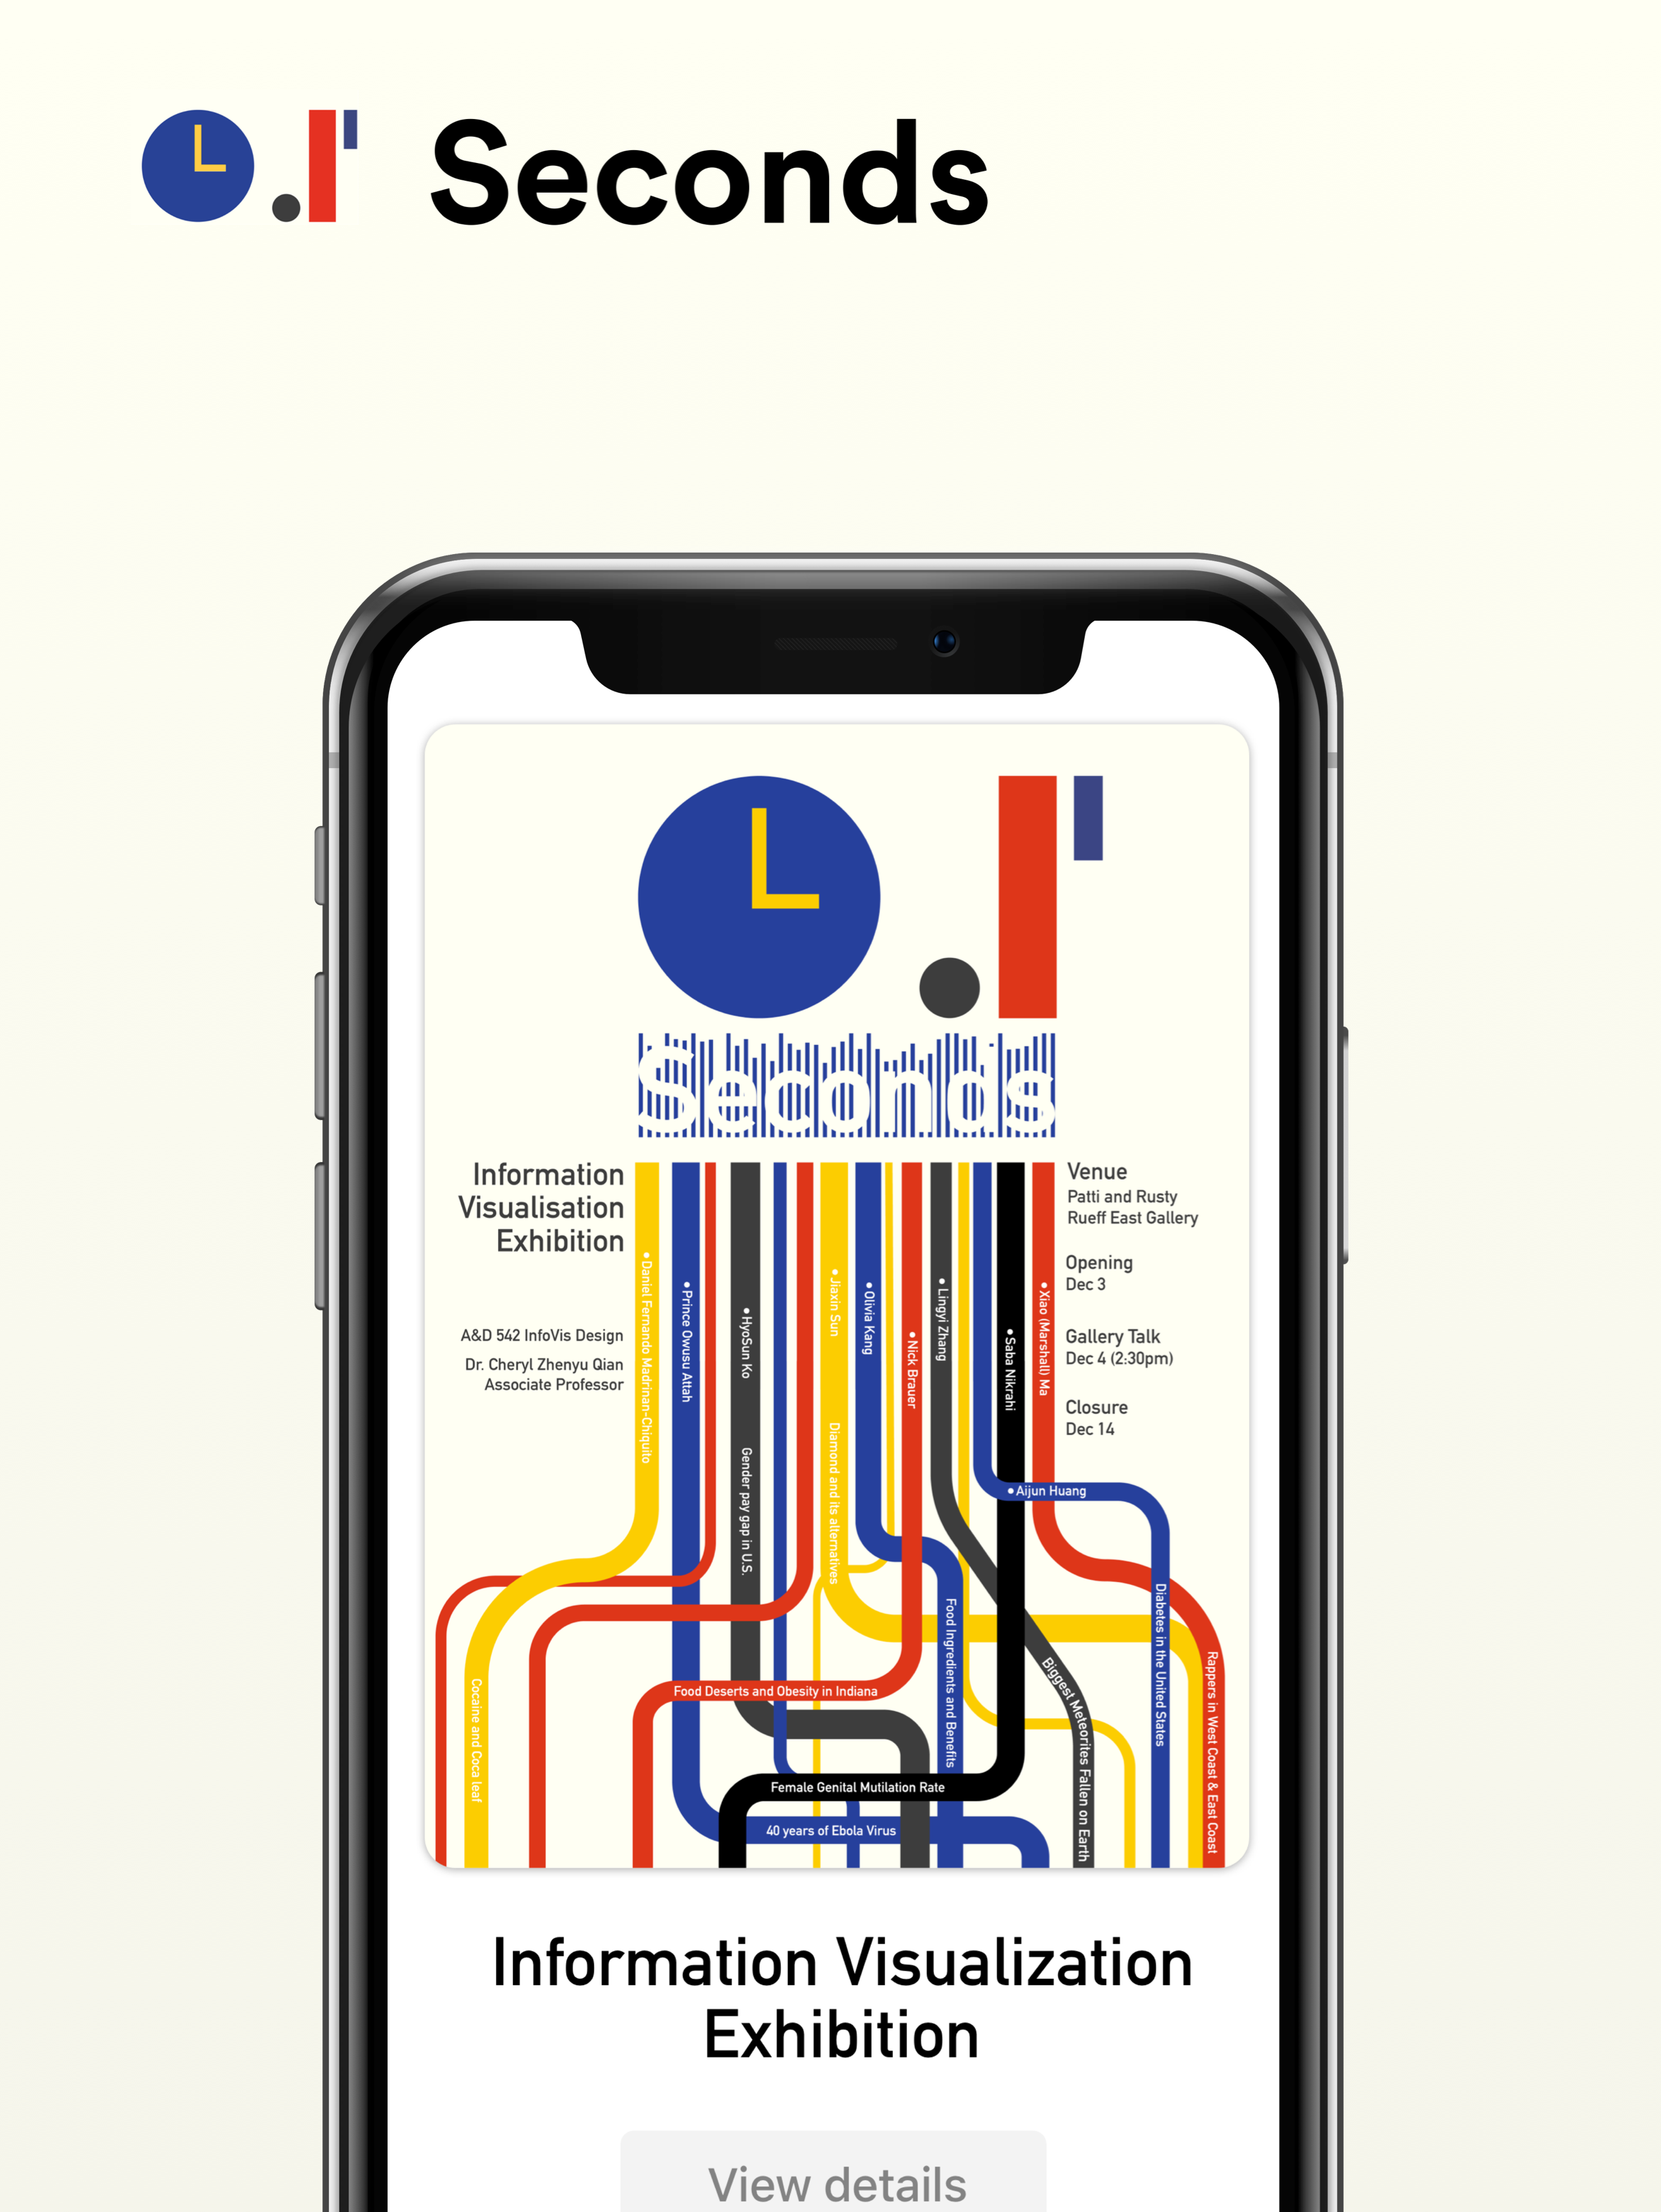 Seconds
Seconds
Information
Visualisation
Exhibition
A&D 542 InfoVis Design
Dr. Cheryl Zhenyu Qian
Associate Professor
Venue
Patti and Rusty
Rueff East Gallery
Opening
Dec 3
Gallery Talk
Dec 4 (2:30pm)
Closure
Dec 14
• Daniel Fernando Madrinan-Chiquito
• Prince Owusu Attah
• HyoSun Ko
• Jiaxin Sun
• Olivia Kang
• Nick Brauer
• Lingyi Zhang
• Saba Nikrahi
• Xiao (Marshall) Ma
• Aijun Huang
Gender pay gap in U.S.
Diamond and its alternatives
Cocaine and Coca leaf
Food Deserts and Obesity in Indiana
Food Ingredients and Benefits
Biggest Meteorites Fallen on Earth
Diabetes in the United States
Rappers in West Coast & East Coast
Female Genital Mutilation Rate
40 years of Ebola Virus
Information Visualization
Exhibition
View details